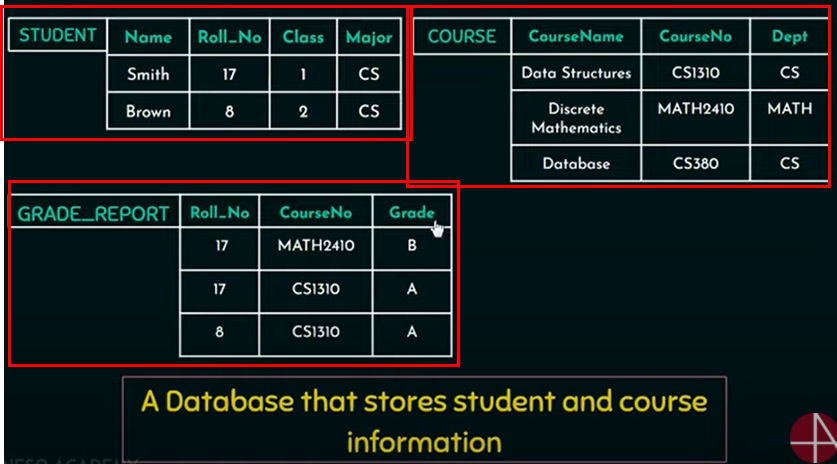 STUDENT Name Roll_No Class Major
Smith 17 1 CS
Brown 8 2 CS
COURSE CourseName CourseNo Dept
Data Structures CS1310 CS
Discrete Mathematics MATH2410 MATH
Database CS380 CS
GRADE_REPORT Roll_No CourseNo Grade
17 MATH2410 B
17 CS1310 A
8 CS1310 A
A Database that stores student and course
information